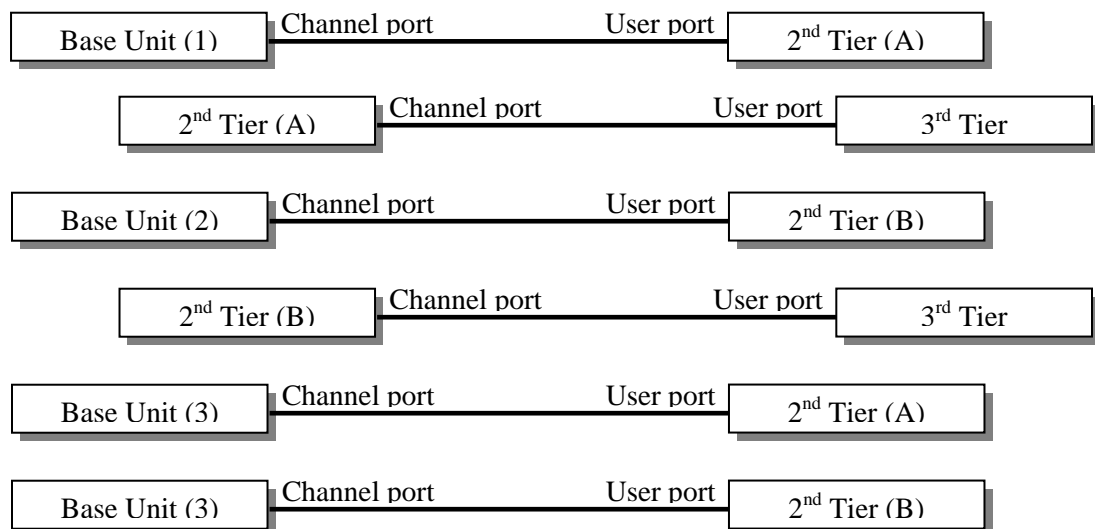 Base Unit (1) Channel port User port 2nd Tier (A)
2nd Tier (A) Channel port User port 3rd Tier
Base Unit (2) Channel port User port 2nd Tier (B)
2nd Tier (B) Channel port User port 3rd Tier
Base Unit (3) Channel port User port 2nd Tier (A)
Base Unit (3) Channel port User port 2nd Tier (B)